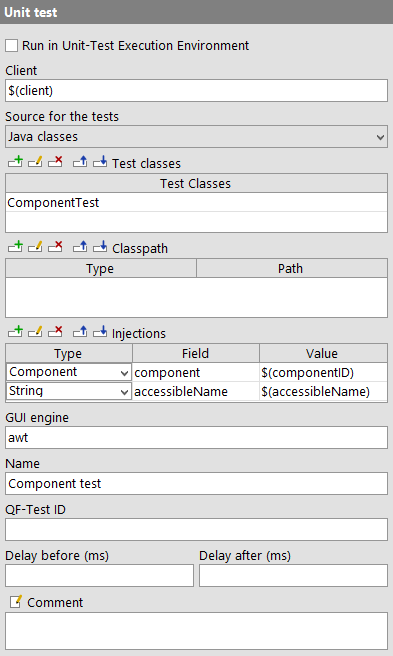 Unit test
Run in Unit-Test Execution Environment
Client
$(client)
Source for the tests
Java classes
Test classes
Test Classes
ComponentTest
Classpath
Type Path
Injections
Type Field Value
Component component $(componentID)
String accessibleName $(accessibleName)
GUI engine
awt
Name
Component test
QF-Test ID
Delay before (ms) Delay after (ms)
Comment